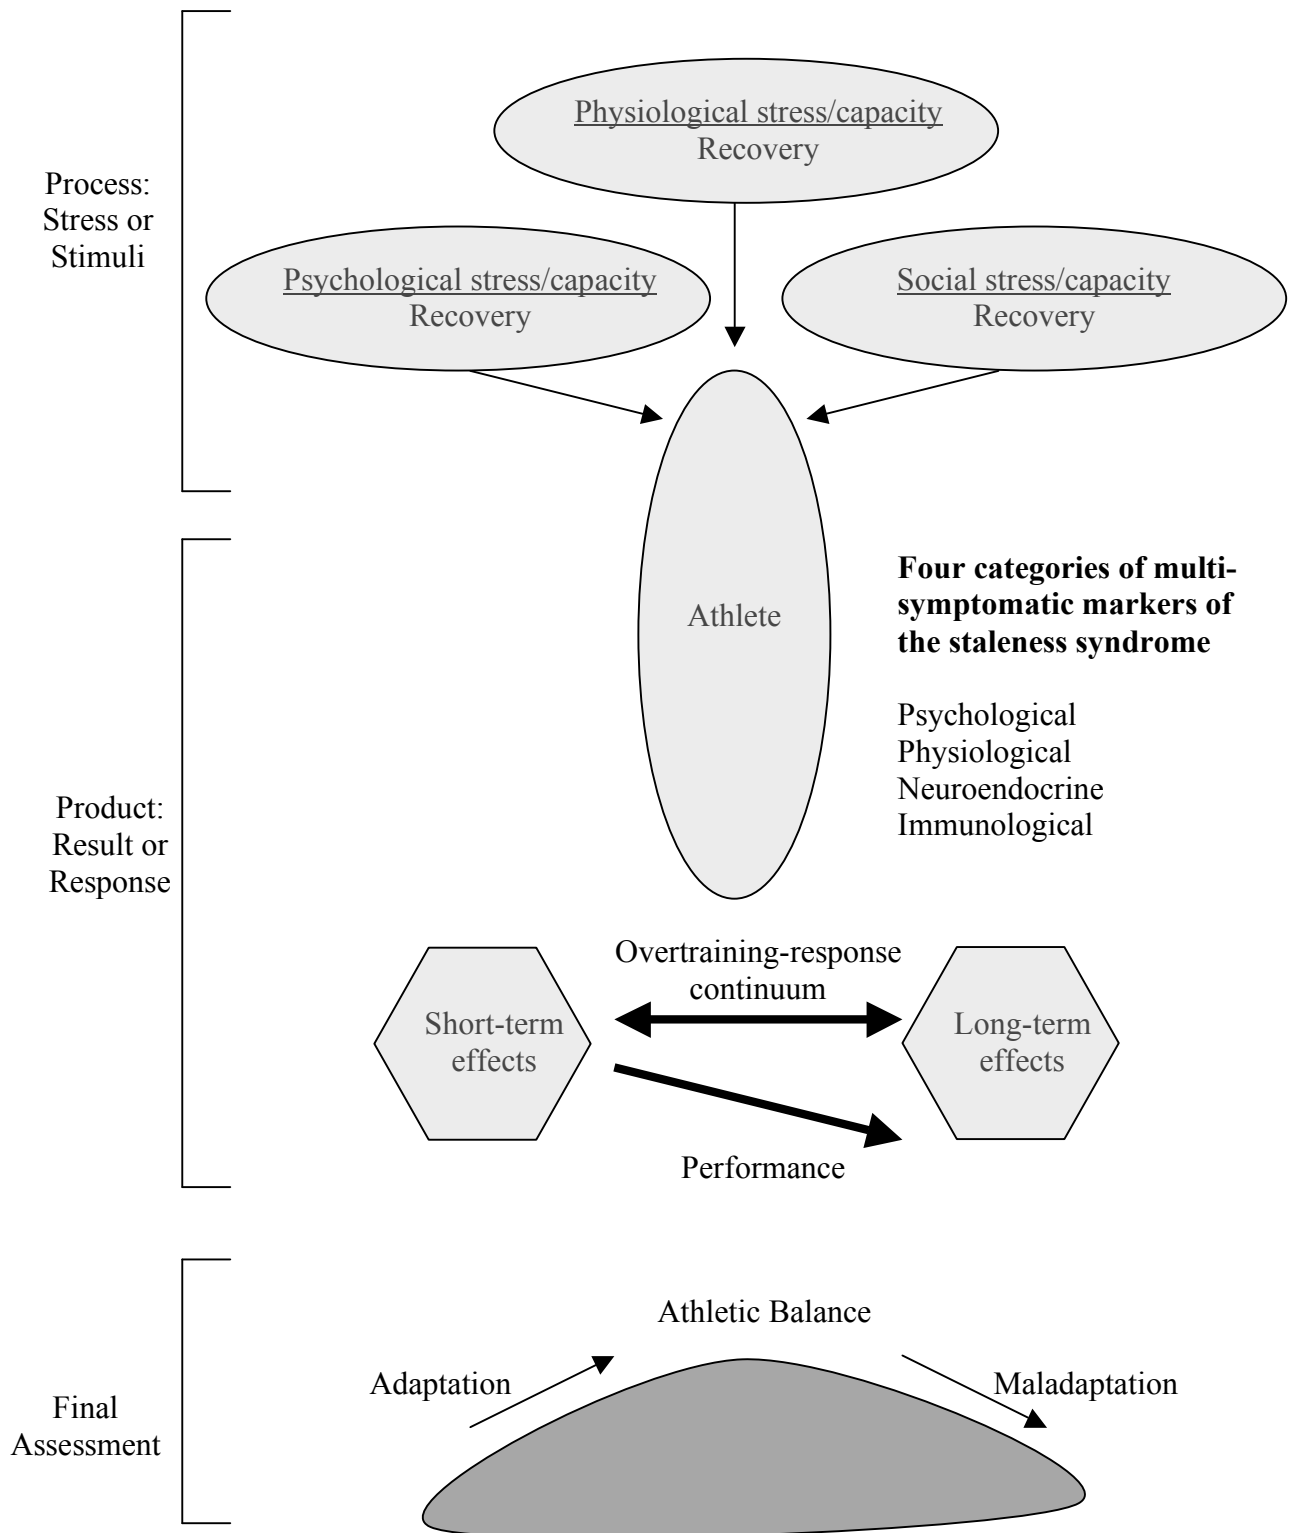 Physiological stress/capacity
Recovery
Process:
Stress or
Stimuli
Psychological stress/capacity
Recovery
Social stress/capacity
Recovery
Athlete
Four categories of multi-
symptomatic markers of
the staleness syndrome
Psychological
Physiological
Neuroendocrine
Immunological
Product:
Result or
Response
Overtraining-response
continuum
Short-term
effects
Long-term
effects
Performance
Athletic Balance
Adaptation
Maladaptation
Final
Assessment